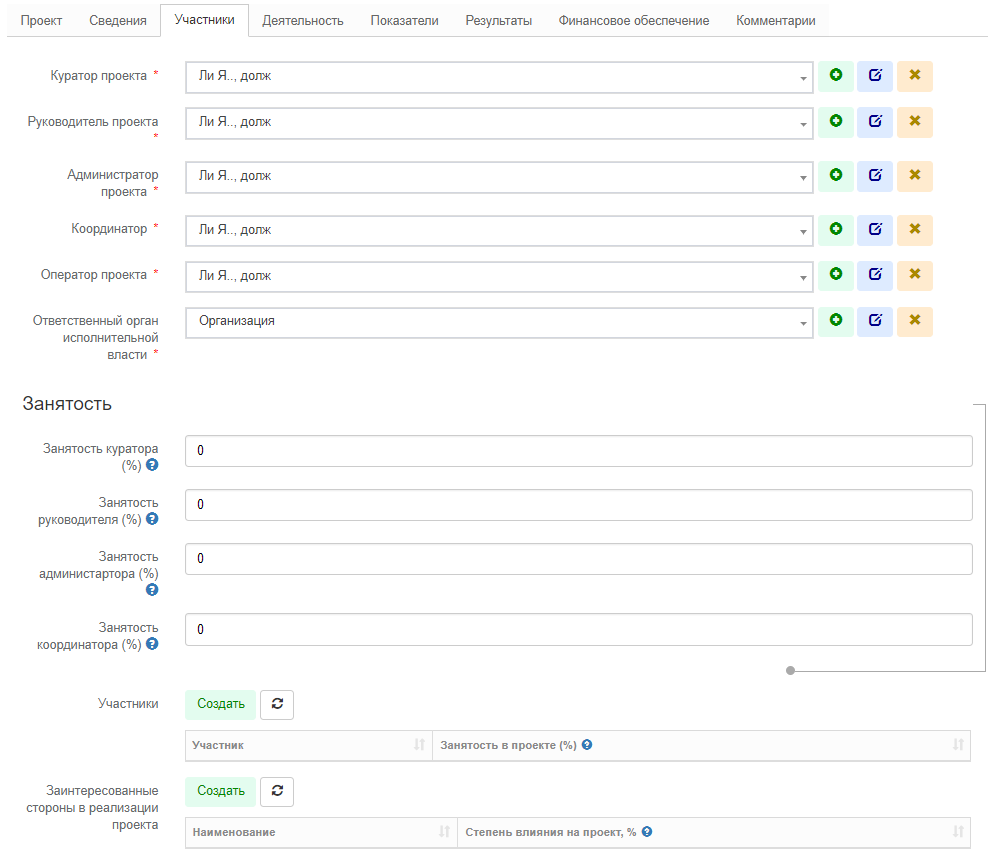 Проект Сведения Участники Деятельность Показатели Результаты Финансовое обеспечение Комментарии
Куратор проекта * Ли Я.., долж
Руководитель проекта
* Ли Я.., долж
Администратор
проекта * Ли Я.., долж
Координатор * Ли Я.., долж
Оператор проекта * Ли Я.., долж
Ответственный орган
исполнительной
власти * Организация
Занятость
Занятость куратора
(%) ? 0
Занятость
руководителя (%) ? 0
Занятость
администартора (%)
? 0
Занятость
координатора (%) ? 0
Участники Создать
Участник Занятость в проекте (%) ?
Заинтересованные
стороны в реализации
проекта Создать
Наименование Степень влияния на проект, % ?